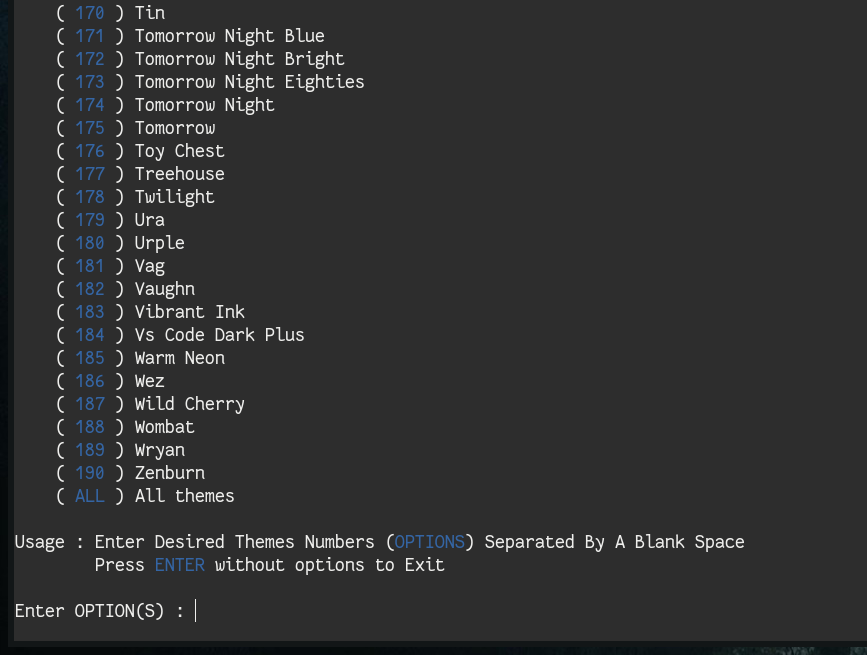 ( 170 ) Tin
( 171 ) Tomorrow Night Blue
( 172 ) Tomorrow Night Bright
( 173 ) Tomorrow Night Eighties
( 174 ) Tomorrow Night
( 175 ) Tomorrow
( 176 ) Toy Chest
( 177 ) Treehouse
( 178 ) Twilight
( 179 ) Ura
( 180 ) Urple
( 181 ) Vag
( 182 ) Vaughn
( 183 ) Vibrant Ink
( 184 ) Vs Code Dark Plus
( 185 ) Warm Neon
( 186 ) Wez
( 187 ) Wild Cherry
( 188 ) Wombat
( 189 ) Wryan
( 190 ) Zenburn
( ALL ) All themes
Usage : Enter Desired Themes Numbers (OPTIONS) Separated By A Blank Space
Press ENTER without options to Exit
Enter OPTION(S) :